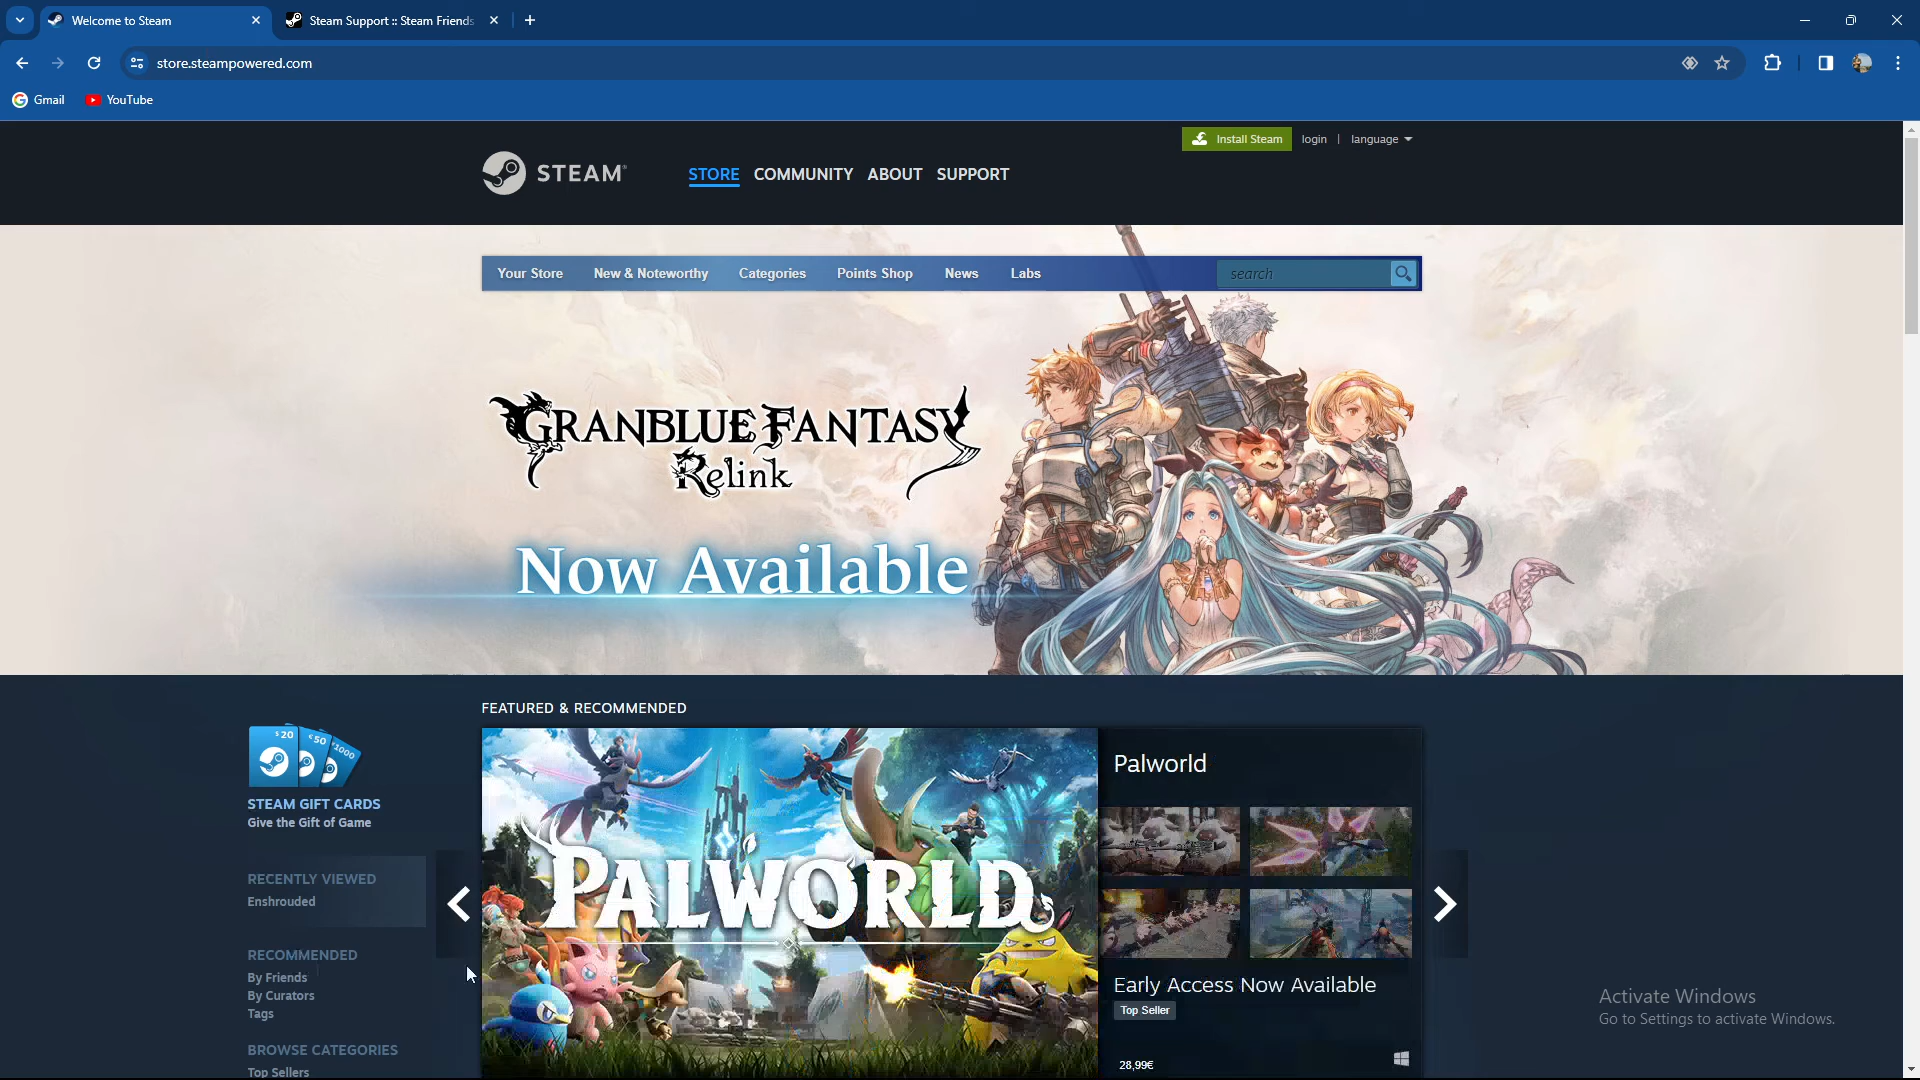 Welcome to Steam
Steam Support :: Steam Friends
store.steampowered.com
Gmail
YouTube
Install Steam
login | language
STEAM®
STORE COMMUNITY ABOUT SUPPORT
Your Store New & Noteworthy Categories Points Shop News Labs
search
GRANBLUE FANTASY
Relink
Now Available
FEATURED & RECOMMENDED
$20 €50 ¥1000
STEAM GIFT CARDS
Give the Gift of Game
RECENTLY VIEWED
Enshrouded
RECOMMENDED
By Friends
By Curators
Tags
BROWSE CATEGORIES
Top Sellers
PALWORLD
Palworld
Early Access Now Available
Top Seller
28,99€
Activate Windows
Go to Settings to activate Windows.